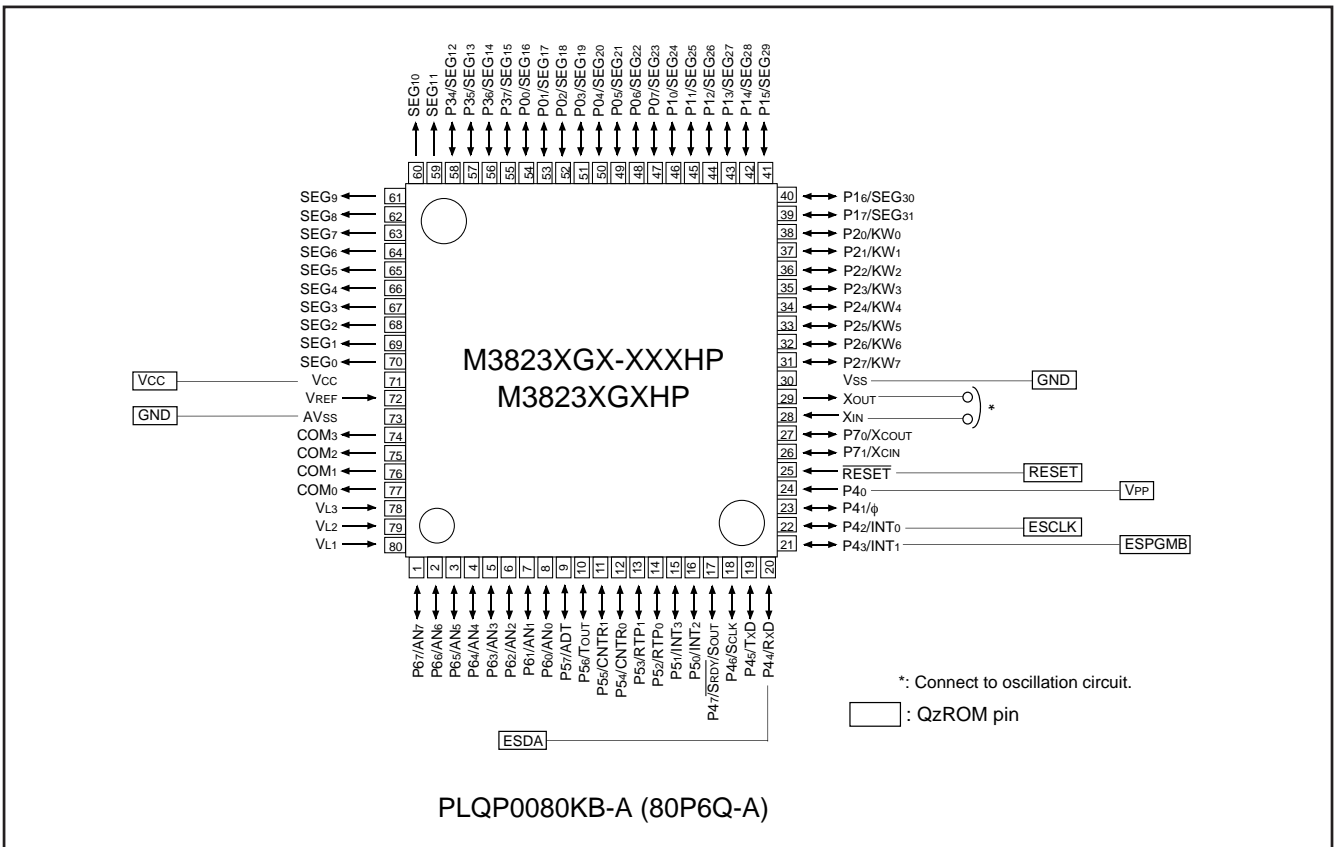 SEG10
SEG11
P34/SEG12
P35/SEG13
P36/SEG14
P37/SEG15
P00/SEG16
P01/SEG17
P02/SEG18
P03/SEG19
P04/SEG20
P05/SEG21
P06/SEG22
P07/SEG23
P10/SEG24
P11/SEG25
P12/SEG26
P13/SEG27
P14/SEG28
P15/SEG29
60 59 58 57 56 55 54 53 52 51 50 49 48 47 46 45 44 43 42 41
SEG9 61
SEG8 62
SEG7 63
SEG6 64
SEG5 65
SEG4 66
SEG3 67
SEG2 68
SEG1 69
SEG0 70
VCC VCC 71
VREF 72
GND AVSS 73
COM3 74
COM2 75
COM1 76
COM0 77
VL3 78
VL2 79
VL1 80
M3823XGX-XXXHP
M3823XGXHP
40 P16/SEG30
39 P17/SEG31
38 P20/KW0
37 P21/KW1
36 P22/KW2
35 P23/KW3
34 P24/KW4
33 P25/KW5
32 P26/KW6
31 P27/KW7
30 VSS GND
29 XOUT
*
28 XIN
27 P70/XCOUT
26 P71/XCIN
25 RESET RESET
24 P40 VPP
23 P41/ϕ
22 P42/INT0 ESCLK
21 P43/INT1 ESPGMB
1 2 3 4 5 6 7 8 9 10 11 12 13 14 15 16 17 18 19 20
P67/AN7
P66/AN6
P65/AN5
P64/AN4
P63/AN3
P62/AN2
P61/AN1
P60/AN0
P57/ADT
P56/TOUT
P55/CNTR1
P54/CNTR0
P53/RTP1
P52/RTP0
P51/INT3
P50/INT2
P47/SRDY/SOUT
P46/SCLK
P45/TXD
P44/RXD
ESDA
*: Connect to oscillation circuit.
: QzROM pin
PLQP0080KB-A (80P6Q-A)